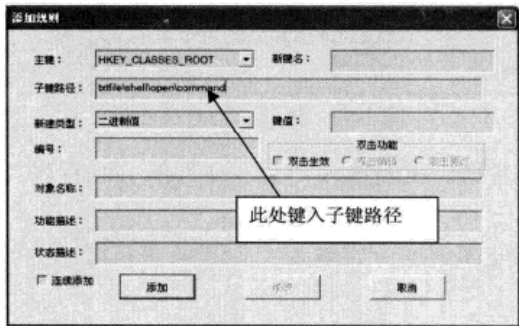 添加规则
主键： HKEY_CLASSES_ROOT 新键名：
子键路径： txtfile\shell\open\command
新建类型： 二进制值 键值：
编号： 双击功能
双击生效
对象名称：
此处键入子键路径
功能描述：
状态描述：
连续添加 添加 取消